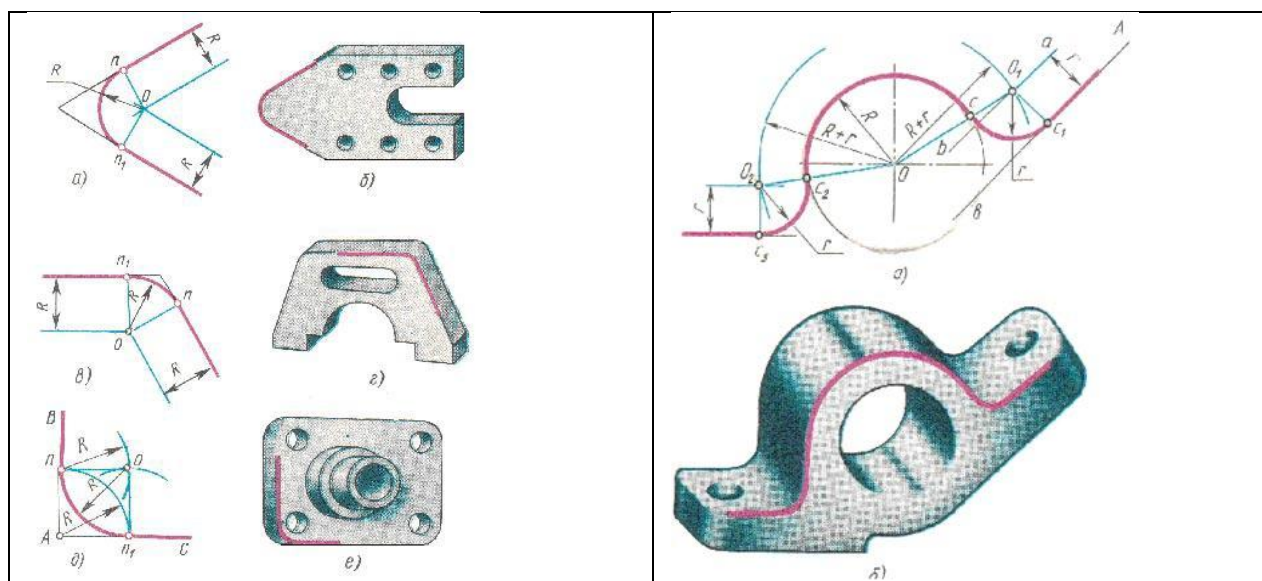 R
R
n
O
n₁
R
а)
б)
n₁
n
R
R
O
R
в)
г)
B
R
n
O
R
R
A
n₁
C
д)
е)
a
A
O₁
r
c
R+r
R
R+r
b
c₁
O
r
O₂
c₂
r
в
r
c₃
а)
б)